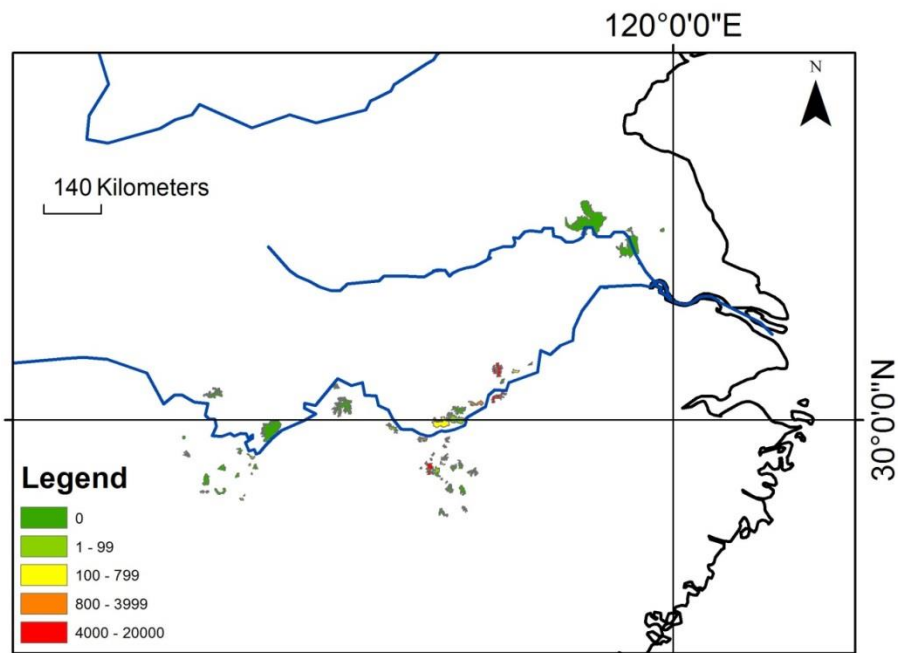 120°0'0"E
N
140 Kilometers
30°0'0"N
Legend
0
1 - 99
100 - 799
800 - 3999
4000 - 20000